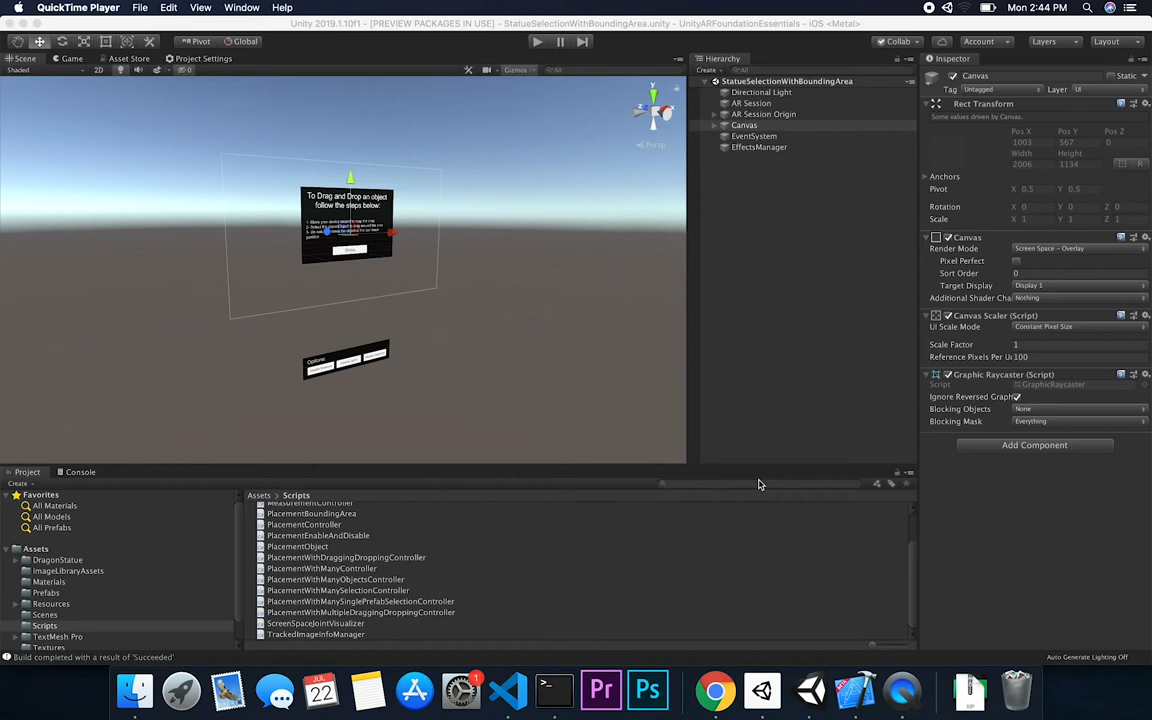 QuickTime Player File Edit View Window Help Mon 2:44 PM
Unity 2019.1.10f1 - [PREVIEW PACKAGES IN USE] - StatueSelectionWithBoundingArea.unity - UnityARFoundationEssentials - iOS <Metal>
Pivot Global Collab Account Layers Layout
Scene Game Asset Store Project Settings
Shaded 2D 0 Gizmos All
y
x
Persp
To Drag and Drop an object
follow the steps below:
Options:
Hierarchy
Create All
StatueSelectionWithBoundingArea
Directional Light
AR Session
AR Session Origin
Canvas
EventSystem
EffectsManager
Inspector
Canvas Static
Tag Untagged Layer UI
Rect Transform
Some values driven by Canvas.
Pos X Pos Y Pos Z
1003 567 0
Width Height
2006 1134
R
Anchors
Pivot X 0.5 Y 0.5
Rotation X 0 Y 0 Z 0
Scale X 1 Y 1 Z 1
Canvas
Render Mode Screen Space - Overlay
Pixel Perfect
Sort Order 0
Target Display Display 1
Additional Shader Cha Nothing
Canvas Scaler (Script)
UI Scale Mode Constant Pixel Size
Scale Factor 1
Reference Pixels Per U 100
Graphic Raycaster (Script)
Script GraphicRaycaster
Ignore Reversed Graph
Blocking Objects None
Blocking Mask Everything
Add Component
Project Console
Create
Favorites
All Materials
All Models
All Prefabs
Assets
DragonStatue
ImageLibraryAssets
Materials
Prefabs
Resources
Scenes
Scripts
TextMesh Pro
Textures
Assets Scripts
MeasurementController
PlacementBoundingArea
PlacementController
PlacementEnableAndDisable
PlacementObject
PlacementWithDraggingDroppingController
PlacementWithManyController
PlacementWithManyObjectsController
PlacementWithManySelectionController
PlacementWithManySinglePrefabSelectionController
PlacementWithMultipleDraggingDroppingController
ScreenSpaceJointVisualizer
TrackedImageInfoManager
Build completed with a result of 'Succeeded' Auto Generate Lighting Off
JUL
22
1
>_
Pr
Ps
XIP